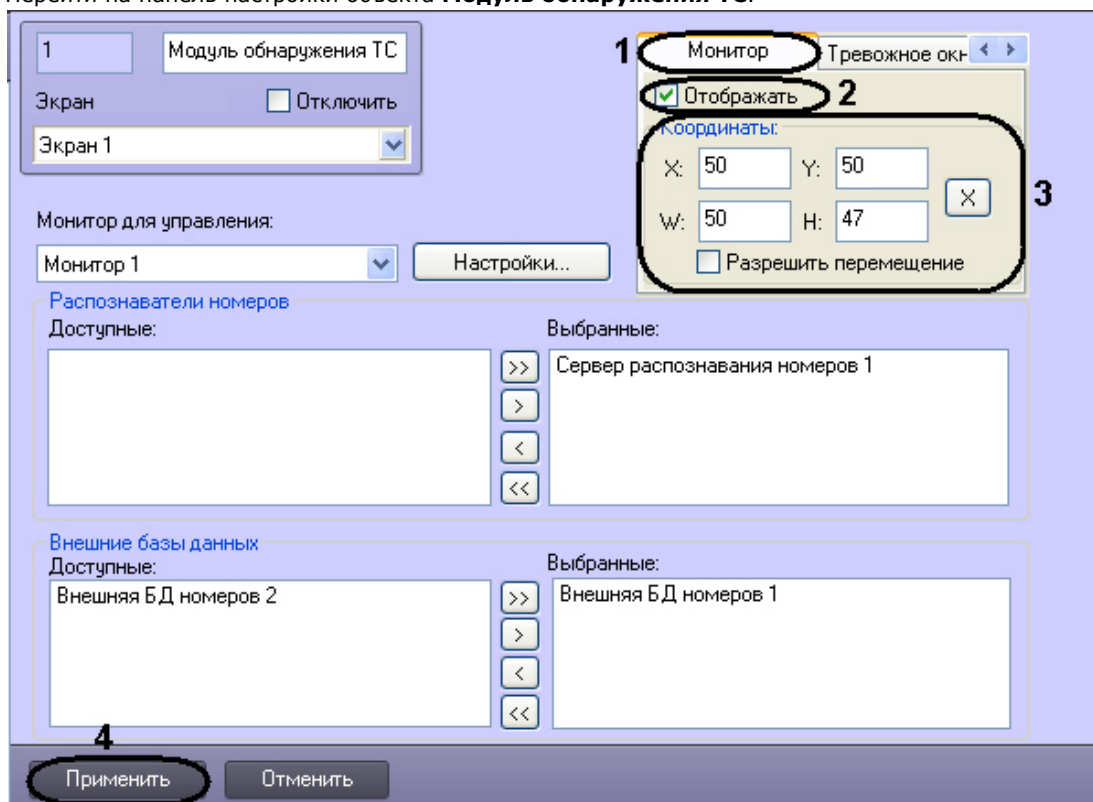 Перейти на панель настройки объекта Модуль обнаружения ТС.
1 Модуль обнаружения ТС
Экран Отключить
Экран 1
1 Монитор Тревожное окн
Отображать 2
Координаты:
X: 50 Y: 50
X 3
W: 50 H: 47
Разрешить перемещение
Монитор для управления:
Монитор 1 Настройки...
Распознаватели номеров
Доступные: Выбранные:
>> Сервер распознавания номеров 1
>
<
<<
Внешние базы данных
Доступные: Выбранные:
Внешняя БД номеров 2 >> Внешняя БД номеров 1
>
<
<<
4
Применить Отменить